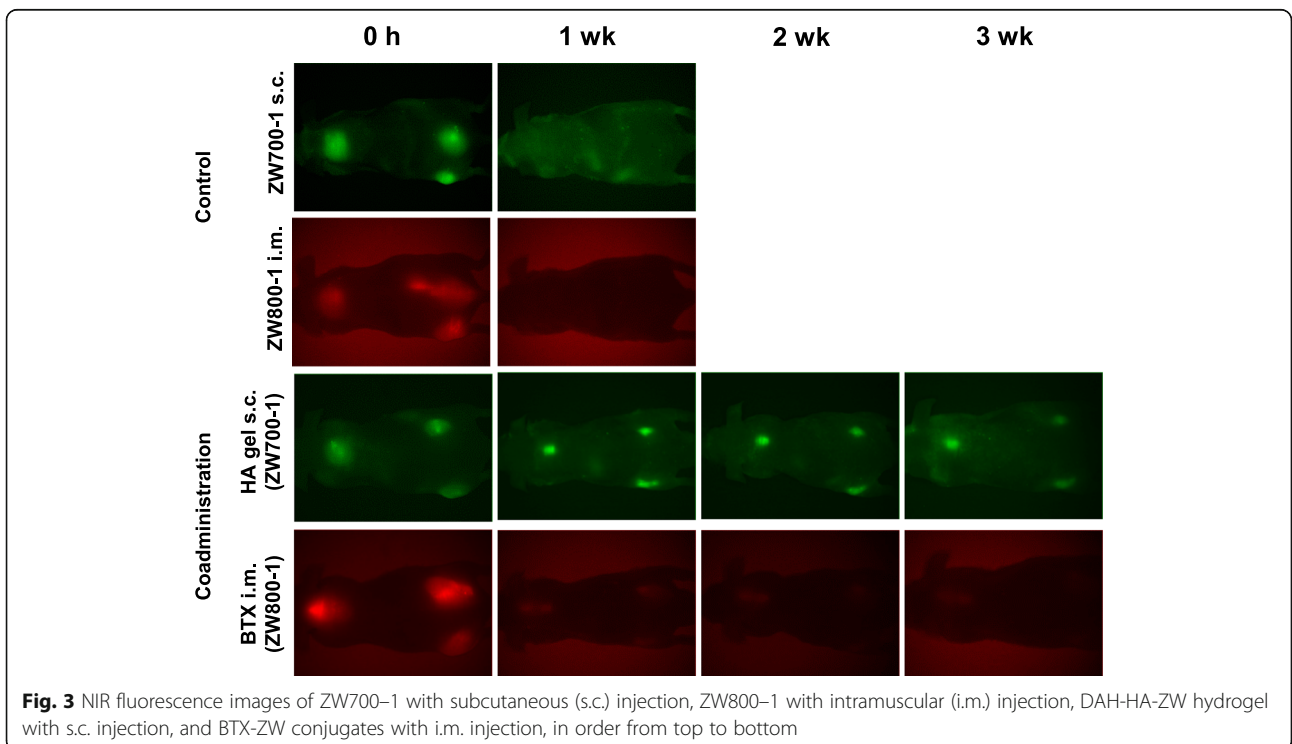 0 h 1 wk 2 wk 3 wk
Control
ZW700-1 s.c.
ZW800-1 i.m.
Coadministration
HA gel s.c.
(ZW700-1)
BTX i.m.
(ZW800-1)
Fig. 3 NIR fluorescence images of ZW700–1 with subcutaneous (s.c.) injection, ZW800–1 with intramuscular (i.m.) injection, DAH-HA-ZW hydrogel
with s.c. injection, and BTX-ZW conjugates with i.m. injection, in order from top to bottom